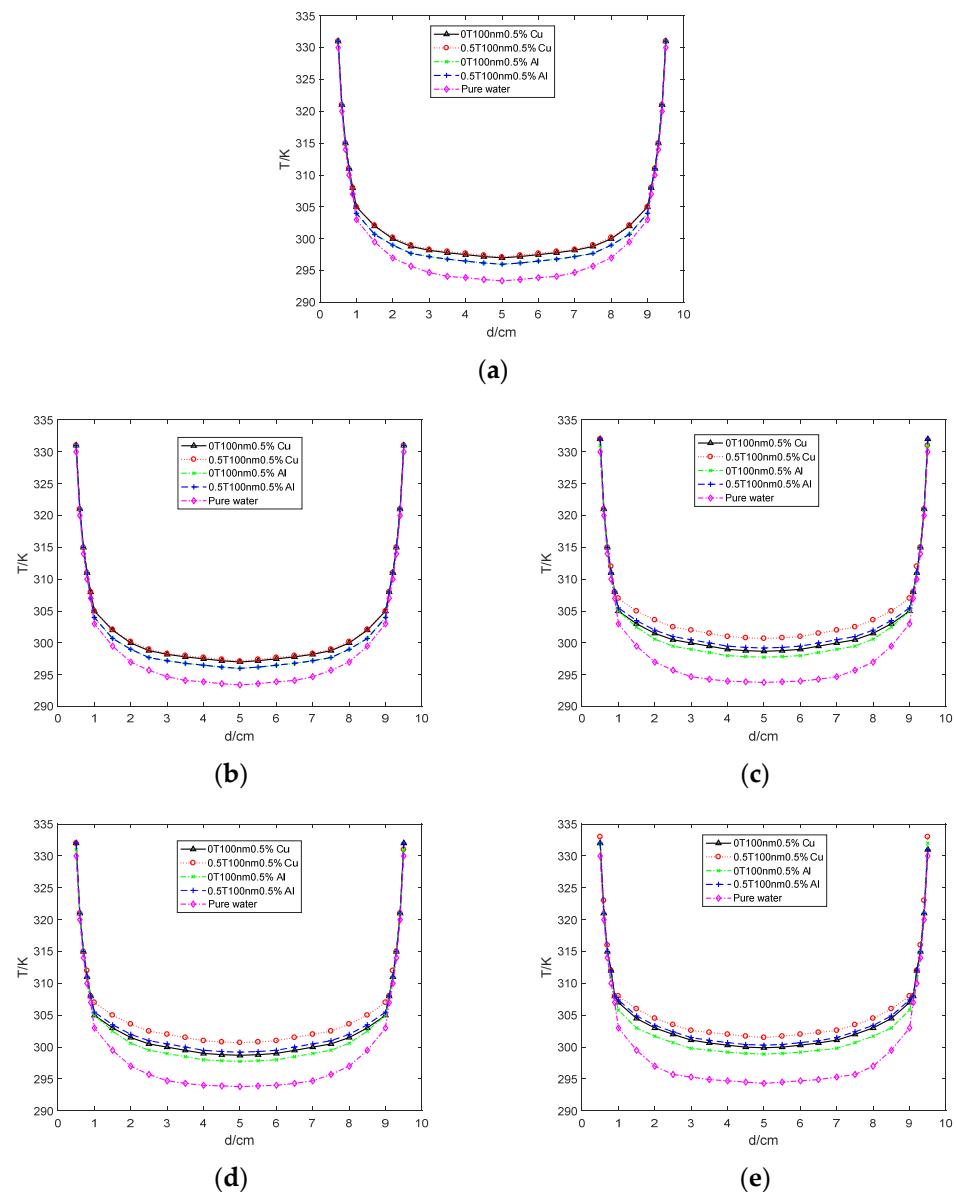 335
330
325
320
315
310
305
300
295
290
T/K
0T100nm0.5% Cu
0.5T100nm0.5% Cu
0T100nm0.5% Al
0.5T100nm0.5% Al
Pure water
0 1 2 3 4 5 6 7 8 9 10
d/cm
(a)
335
330
325
320
315
310
305
300
295
290
T/K
0T100nm0.5% Cu
0.5T100nm0.5% Cu
0T100nm0.5% Al
0.5T100nm0.5% Al
Pure water
0 1 2 3 4 5 6 7 8 9 10
d/cm
(b)
335
330
325
320
315
310
305
300
295
290
T/K
0T100nm0.5% Cu
0.5T100nm0.5% Cu
0T100nm0.5% Al
0.5T100nm0.5% Al
Pure water
0 1 2 3 4 5 6 7 8 9 10
d/cm
(c)
335
330
325
320
315
310
305
300
295
290
T/K
0T100nm0.5% Cu
0.5T100nm0.5% Cu
0T100nm0.5% Al
0.5T100nm0.5% Al
Pure water
0 1 2 3 4 5 6 7 8 9 10
d/cm
(d)
335
330
325
320
315
310
305
300
295
290
T/K
0T100nm0.5% Cu
0.5T100nm0.5% Cu
0T100nm0.5% Al
0.5T100nm0.5% Al
Pure water
0 1 2 3 4 5 6 7 8 9 10
d/cm
(e)